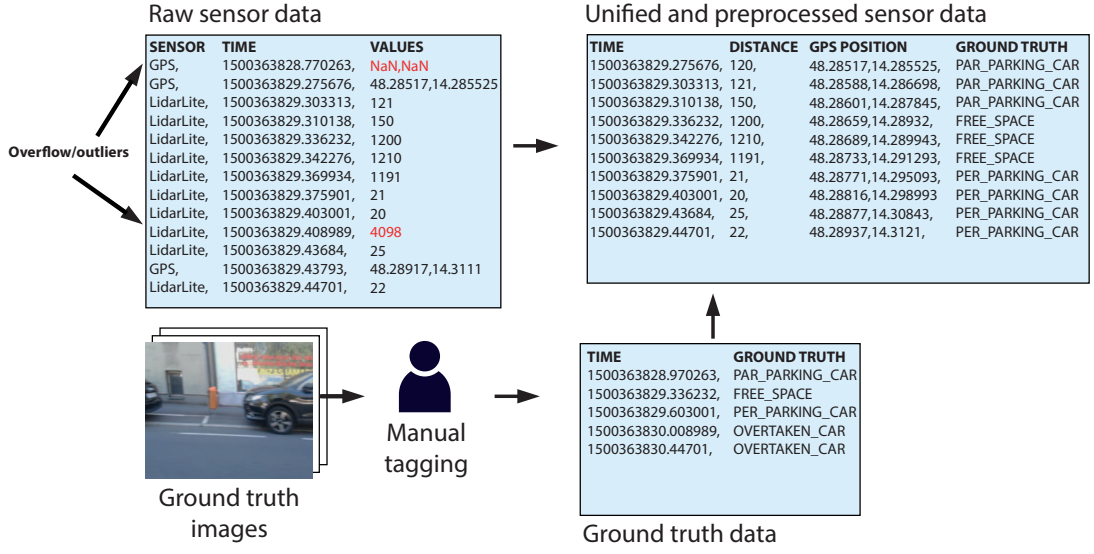 Raw sensor data
SENSOR TIME VALUES
GPS, 1500363828.770263, NaN,NaN
GPS, 1500363829.275676, 48.28517,14.285525
LidarLite, 1500363829.303313, 121
LidarLite, 1500363829.310138, 150
LidarLite, 1500363829.336232, 1200
LidarLite, 1500363829.342276, 1210
LidarLite, 1500363829.369934, 1191
LidarLite, 1500363829.375901, 21
LidarLite, 1500363829.403001, 20
LidarLite, 1500363829.408989, 4098
LidarLite, 1500363829.43684, 25
GPS, 1500363829.43793, 48.28917,14.3111
LidarLite, 1500363829.44701, 22
Overflow/outliers
Unified and preprocessed sensor data
TIME DISTANCE GPS POSITION GROUND TRUTH
1500363829.275676, 120, 48.28517,14.285525, PAR_PARKING_CAR
1500363829.303313, 121, 48.28588,14.286698, PAR_PARKING_CAR
1500363829.310138, 150, 48.28601,14.287845, PAR_PARKING_CAR
1500363829.336232, 1200, 48.28659,14.28932, FREE_SPACE
1500363829.342276, 1210, 48.28689,14.289943, FREE_SPACE
1500363829.369934, 1191, 48.28733,14.291293, FREE_SPACE
1500363829.375901, 21, 48.28771,14.295093, PER_PARKING_CAR
1500363829.403001, 20, 48.28816,14.298993 PER_PARKING_CAR
1500363829.43684, 25, 48.28877,14.30843, PER_PARKING_CAR
1500363829.44701, 22, 48.28937,14.3121, PER_PARKING_CAR
Ground truth
images
Manual
tagging
TIME GROUND TRUTH
1500363828.970263, PAR_PARKING_CAR
1500363829.336232, FREE_SPACE
1500363829.603001, PER_PARKING_CAR
1500363830.008989, OVERTAKEN_CAR
1500363830.44701, OVERTAKEN_CAR
Ground truth data